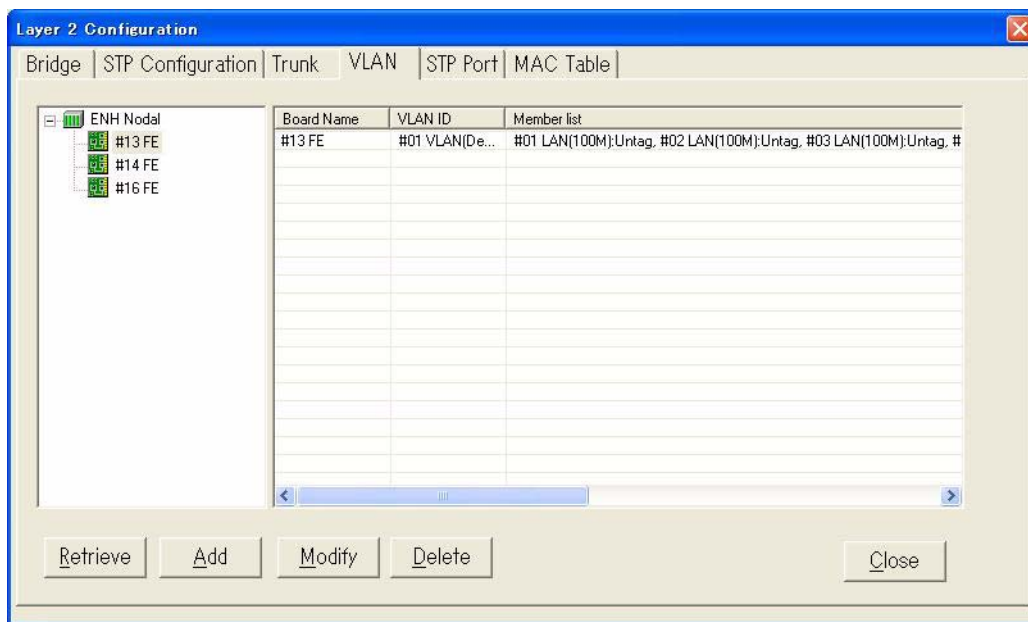 Layer 2 Configuration
Bridge STP Configuration Trunk VLAN STP Port MAC Table
ENH Nodal
#13 FE
#14 FE
#16 FE
Board Name VLAN ID Member list
#13 FE #01 VLAN(De... #01 LAN(100M):Untag, #02 LAN(100M):Untag, #03 LAN(100M):Untag, #
Retrieve Add Modify Delete Close